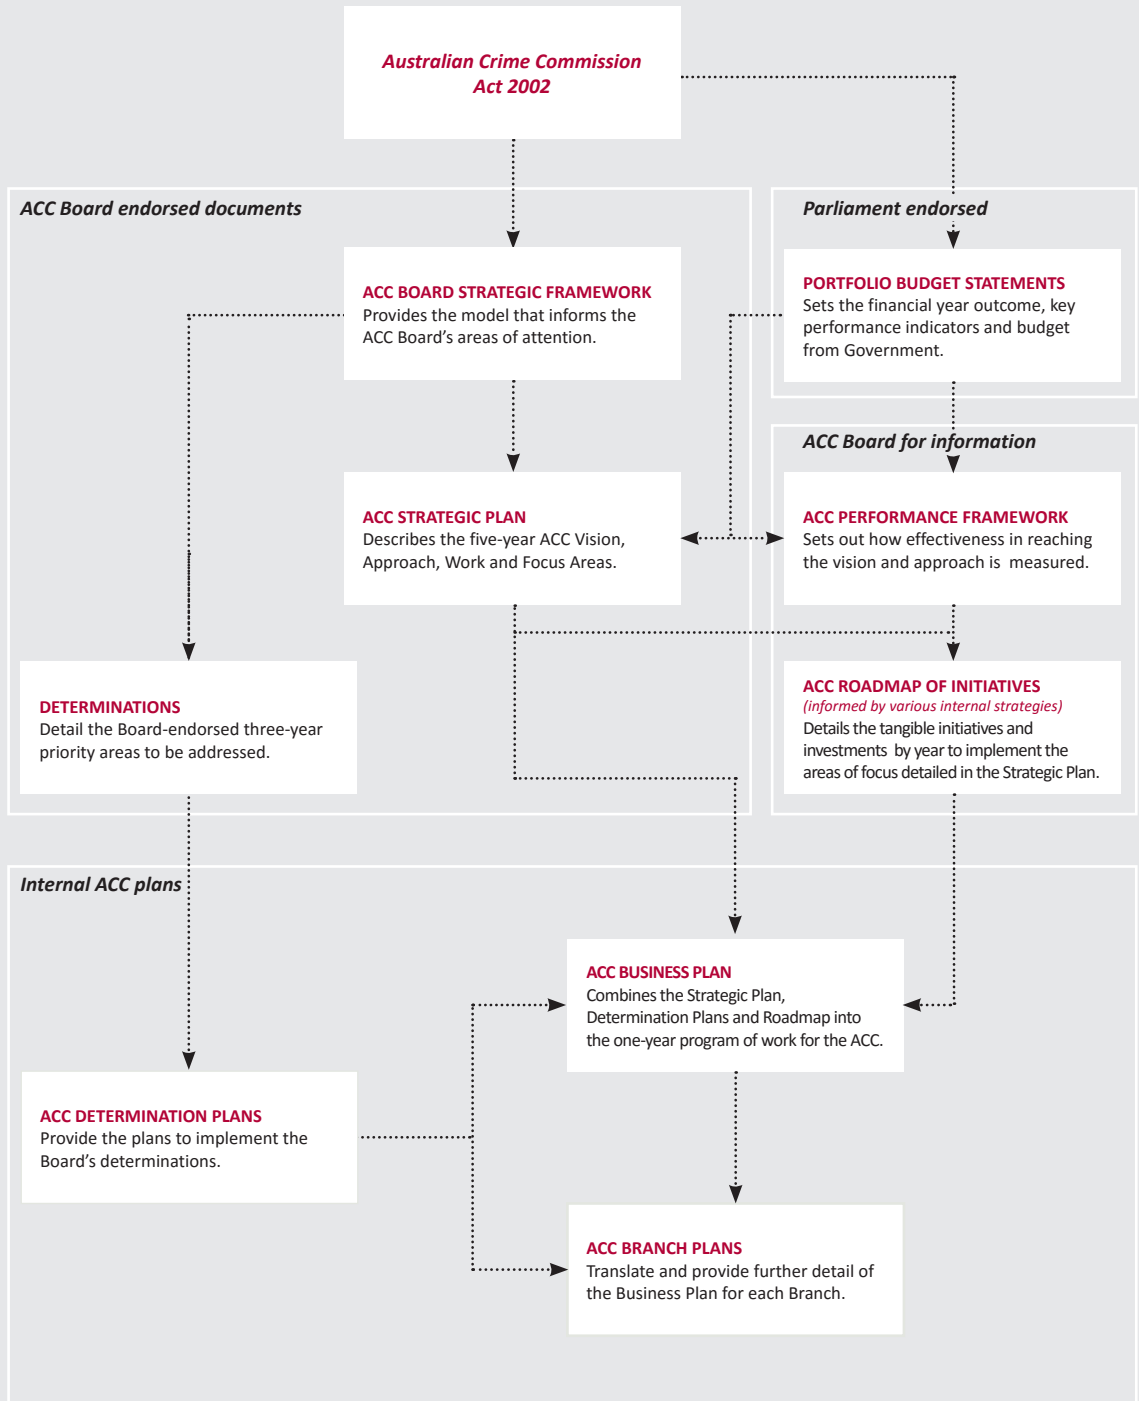 Australian Crime Commission
Act 2002
ACC Board endorsed documents
Parliament endorsed
ACC BOARD STRATEGIC FRAMEWORK
Provides the model that informs the
ACC Board’s areas of attention.
PORTFOLIO BUDGET STATEMENTS
Sets the financial year outcome, key
performance indicators and budget
from Government.
ACC Board for information
ACC STRATEGIC PLAN
Describes the five-year ACC Vision,
Approach, Work and Focus Areas.
ACC PERFORMANCE FRAMEWORK
Sets out how effectiveness in reaching
the vision and approach is measured.
DETERMINATIONS
Detail the Board-endorsed three-year
priority areas to be addressed.
ACC ROADMAP OF INITIATIVES
(informed by various internal strategies)
Details the tangible initiatives and
investments by year to implement the
areas of focus detailed in the Strategic Plan.
Internal ACC plans
ACC BUSINESS PLAN
Combines the Strategic Plan,
Determination Plans and Roadmap into
the one-year program of work for the ACC.
ACC DETERMINATION PLANS
Provide the plans to implement the
Board’s determinations.
ACC BRANCH PLANS
Translate and provide further detail of
the Business Plan for each Branch.